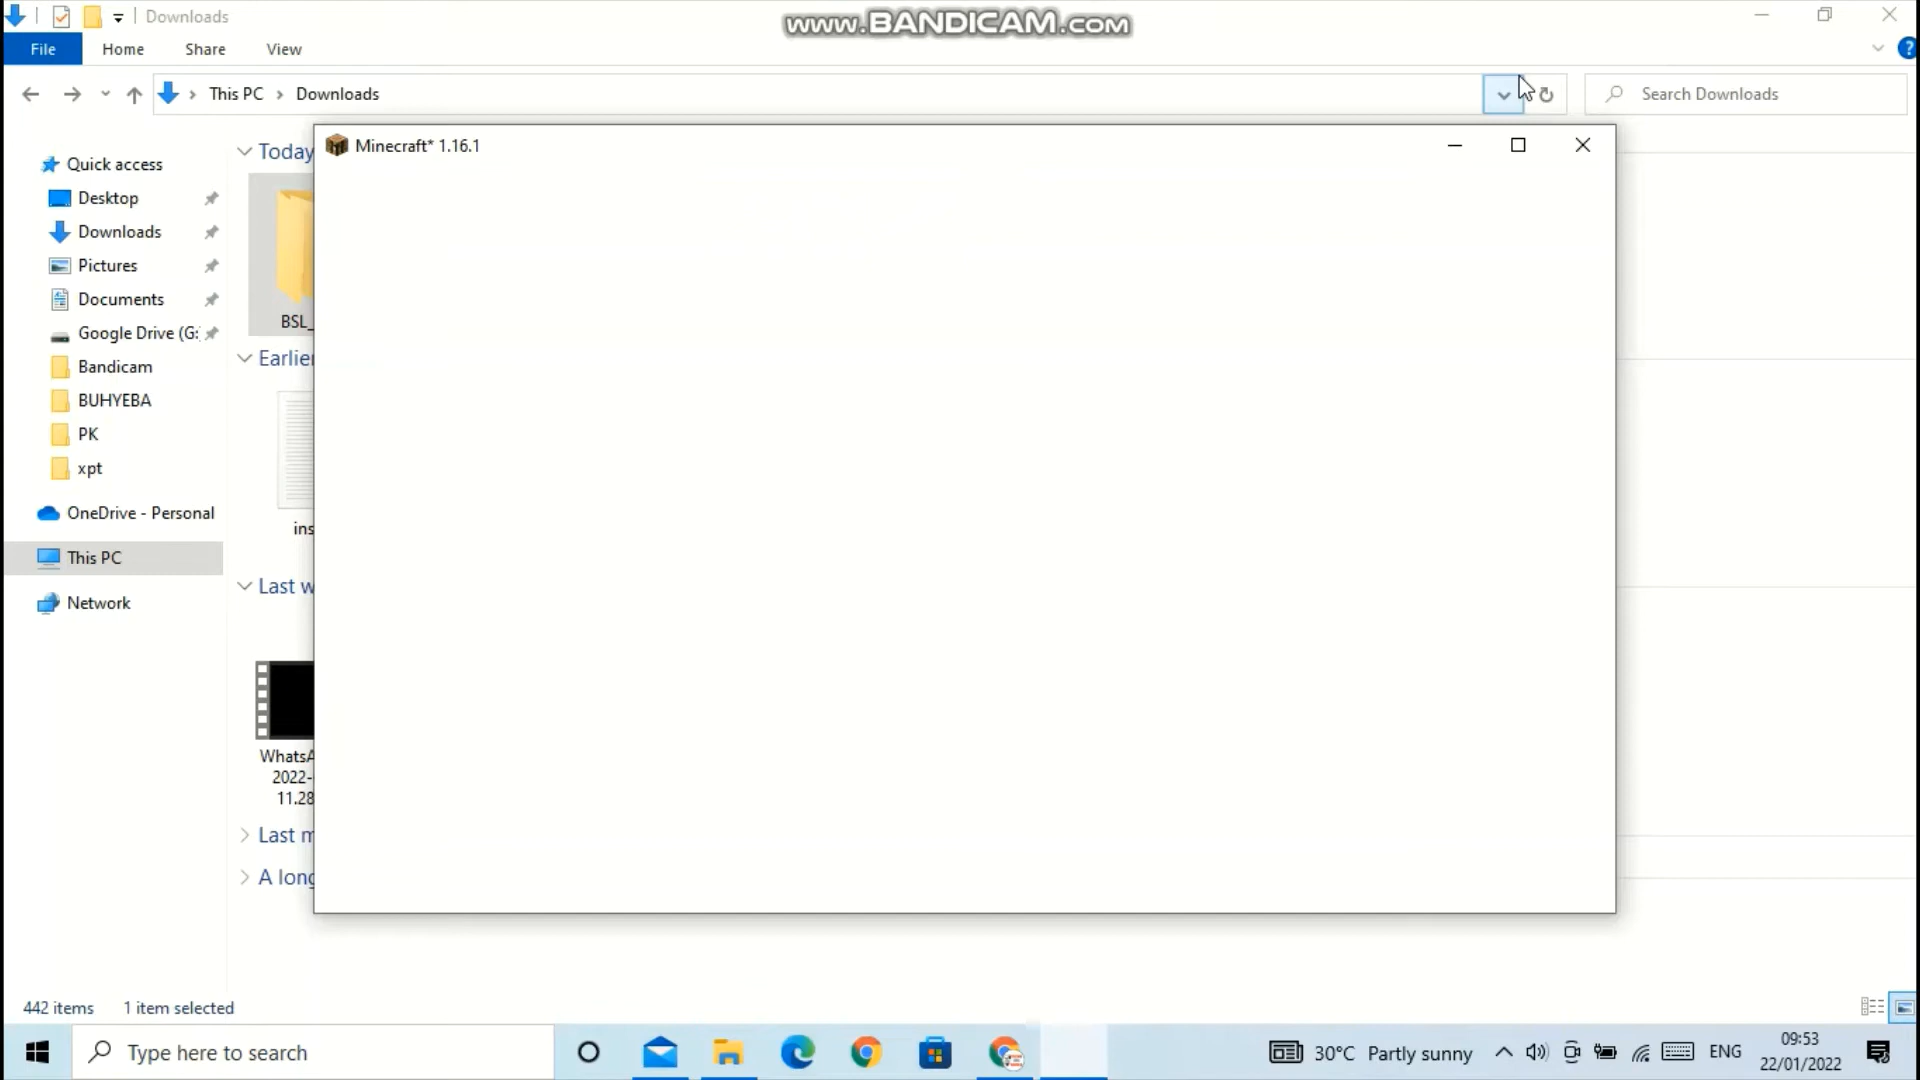 Downloads
www.BANDICAM.com
File
Home
Share
View
?
This PC
Downloads
Search Downloads
Minecraft* 1.16.1
Quick access
Desktop
Downloads
Pictures
Documents
Google Drive (G:
Bandicam
BUHYEBA
PK
xpt
OneDrive - Personal
This PC
Network
Today
BSL_
Earlier
ins
Last w
WhatsA
2022-
11.28
Last m
A long
442 items
1 item selected
Type here to search
30°C Partly sunny
ENG
09:53
22/01/2022